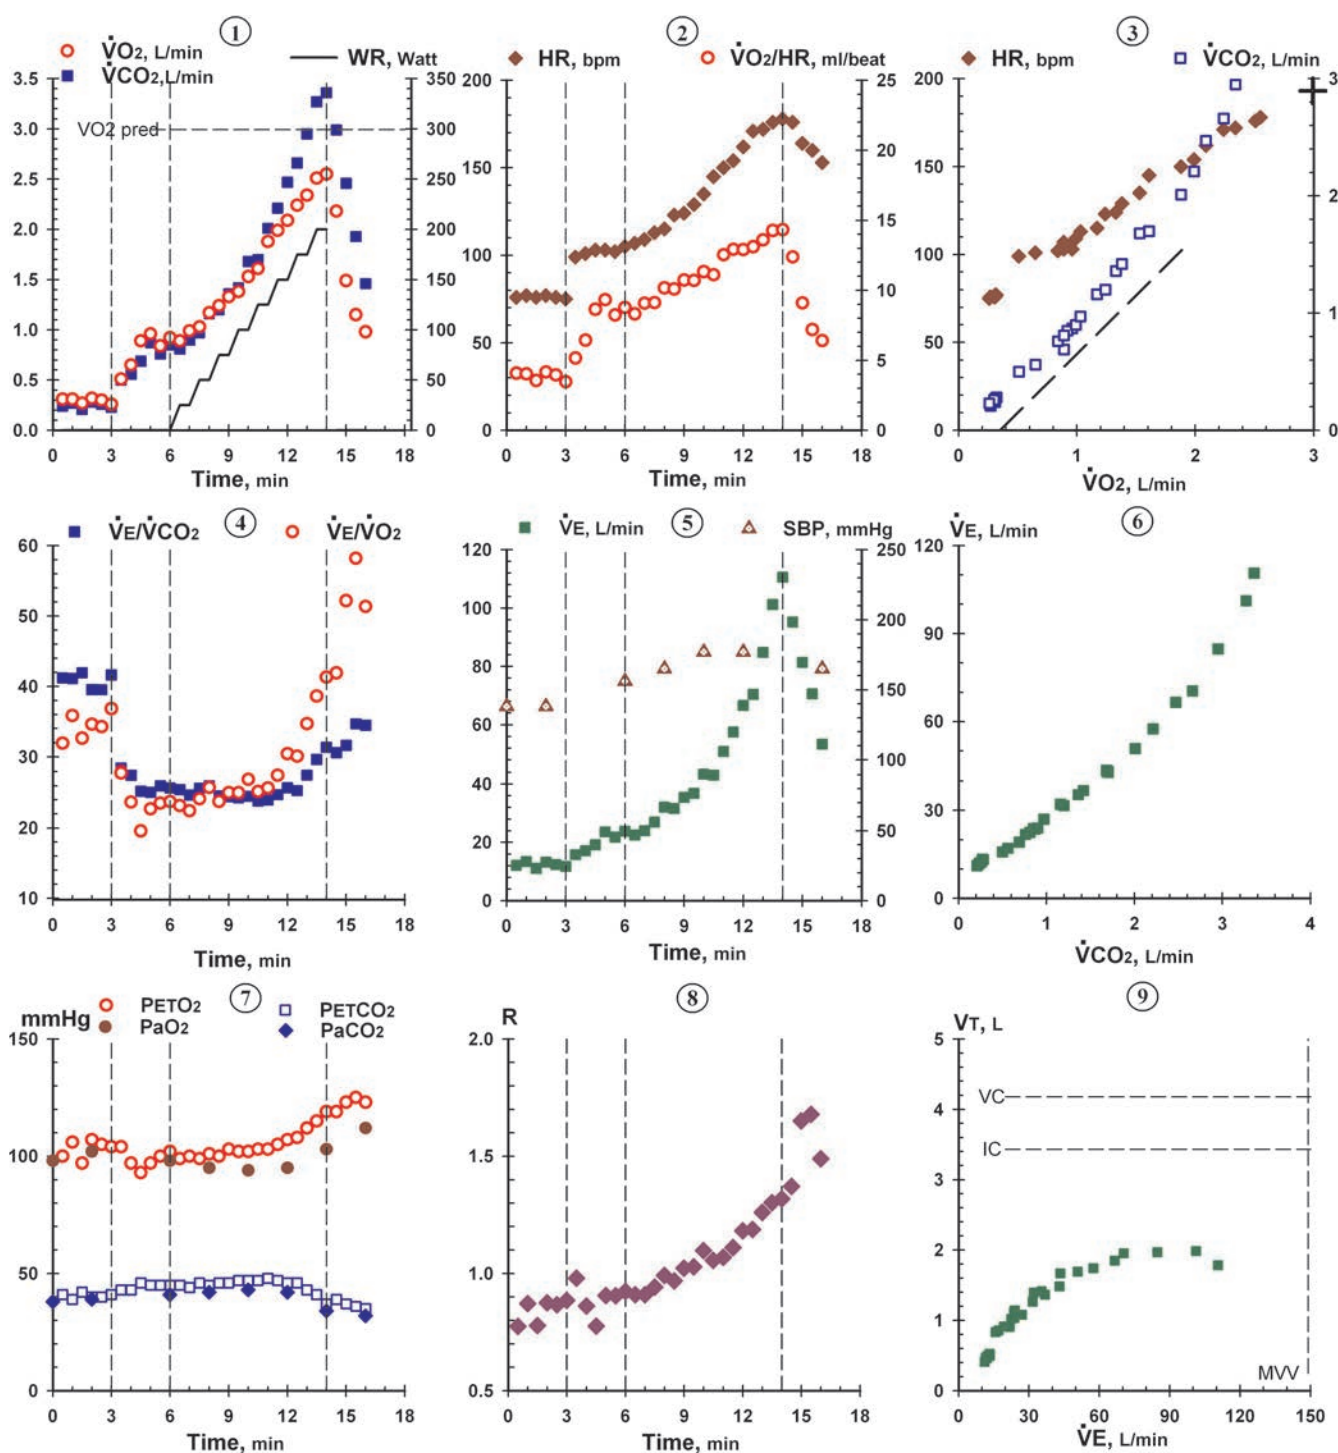 ① ② ③
V̇O2, L/min
V̇CO2, L/min
WR, Watt
HR, bpm
V̇O2/HR, ml/beat
HR, bpm
V̇CO2, L/min
3.5
3.0
2.5
2.0
1.5
1.0
0.5
0.0
350
300
250
200
150
100
50
0
VO2 pred
0 3 6 9 12 15 18
Time, min
200
150
100
50
0
25
20
15
10
5
0
0 3 6 9 12 15 18
Time, min
200
150
100
50
0
3
2
1
0
0 1 2 3
V̇O2, L/min
④ ⑤ ⑥
V̇E/V̇CO2
V̇E/V̇O2
60
50
40
30
20
10
0 3 6 9 12 15 18
Time, min
V̇E, L/min
SBP, mmHg
120
100
80
60
40
20
0
250
200
150
100
50
0
0 3 6 9 12 15 18
Time, min
V̇E, L/min
120
90
60
30
0
0 1 2 3 4
V̇CO2, L/min
⑦ ⑧ ⑨
mmHg
PETO2
PaO2
PETCO2
PaCO2
150
100
50
0
0 3 6 9 12 15 18
Time, min
R
2.0
1.5
1.0
0.5
0 3 6 9 12 15 18
Time, min
VT, L
5
4
3
2
1
0
VC
IC
MVV
0 30 60 90 120 150
V̇E, L/min